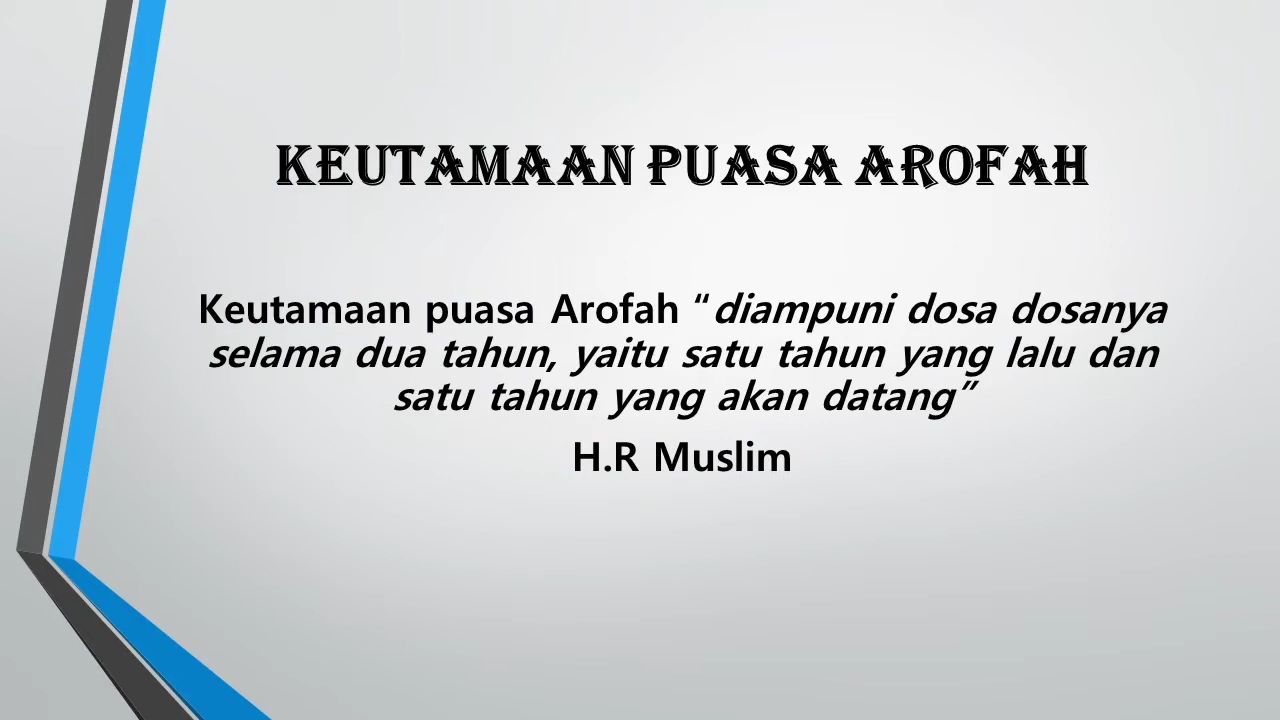 KEUTAMAAN PUASA AROFAH
Keutamaan puasa Arofah “diampuni dosa dosanya
selama dua tahun, yaitu satu tahun yang lalu dan
satu tahun yang akan datang”
H.R Muslim